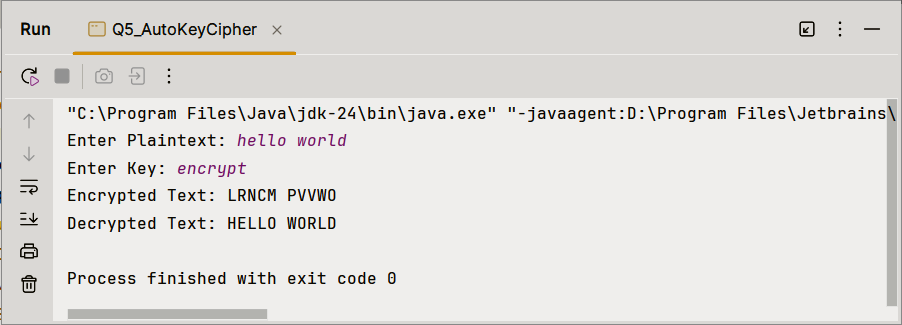 Run Q5_AutoKeyCipher
"C:\Program Files\Java\jdk-24\bin\java.exe" "-javaagent:D:\Program Files\Jetbrains\
Enter Plaintext: hello world
Enter Key: encrypt
Encrypted Text: LRNCM PVVWO
Decrypted Text: HELLO WORLD
Process finished with exit code 0